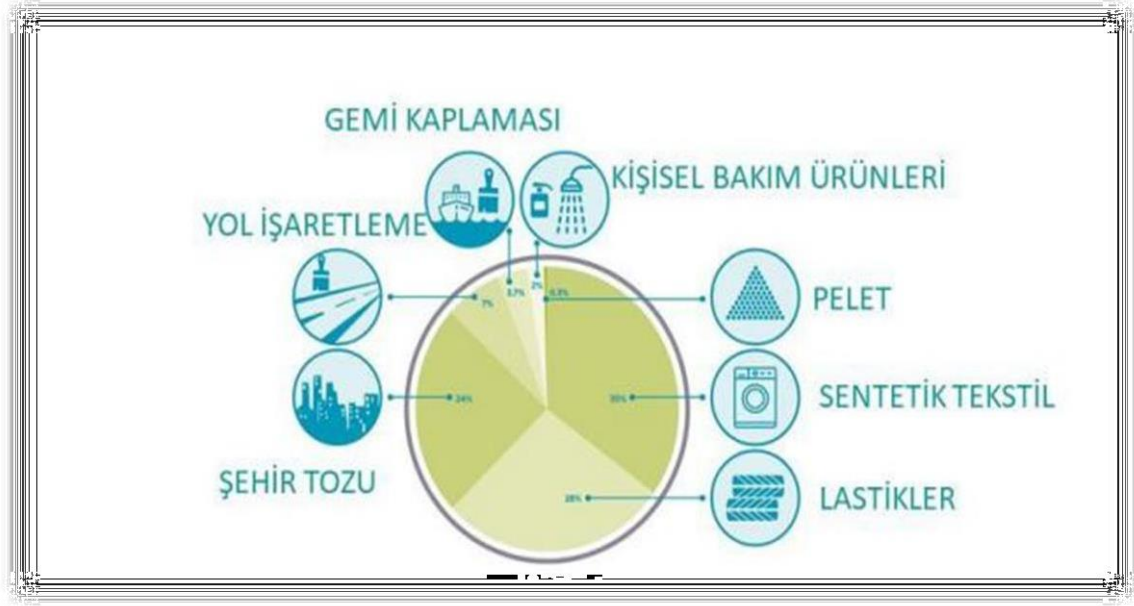 GEMİ KAPLAMASI
KİŞİSEL BAKIM ÜRÜNLERİ
YOL İŞARETLEME
2%
3.7%
0.3%
7%
PELET
24%
SENTETİK TEKSTİL
28%
ŞEHİR TOZU
LASTİKLER